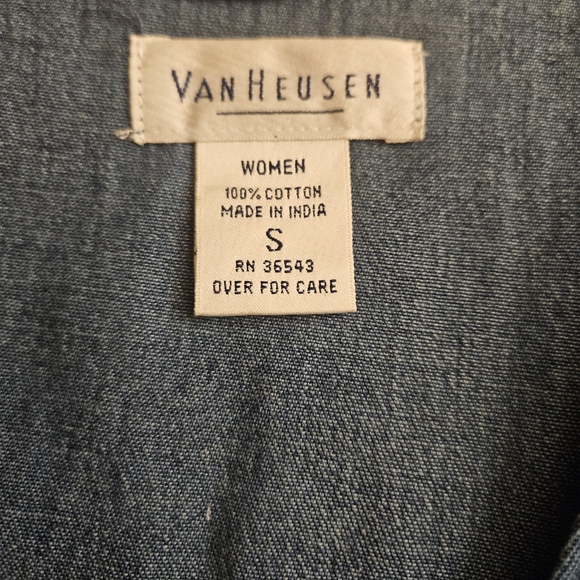 VAN HEUSEN
WOMEN
100% COTTON
MADE IN INDIA
S
RN 36543
OVER FOR CARE